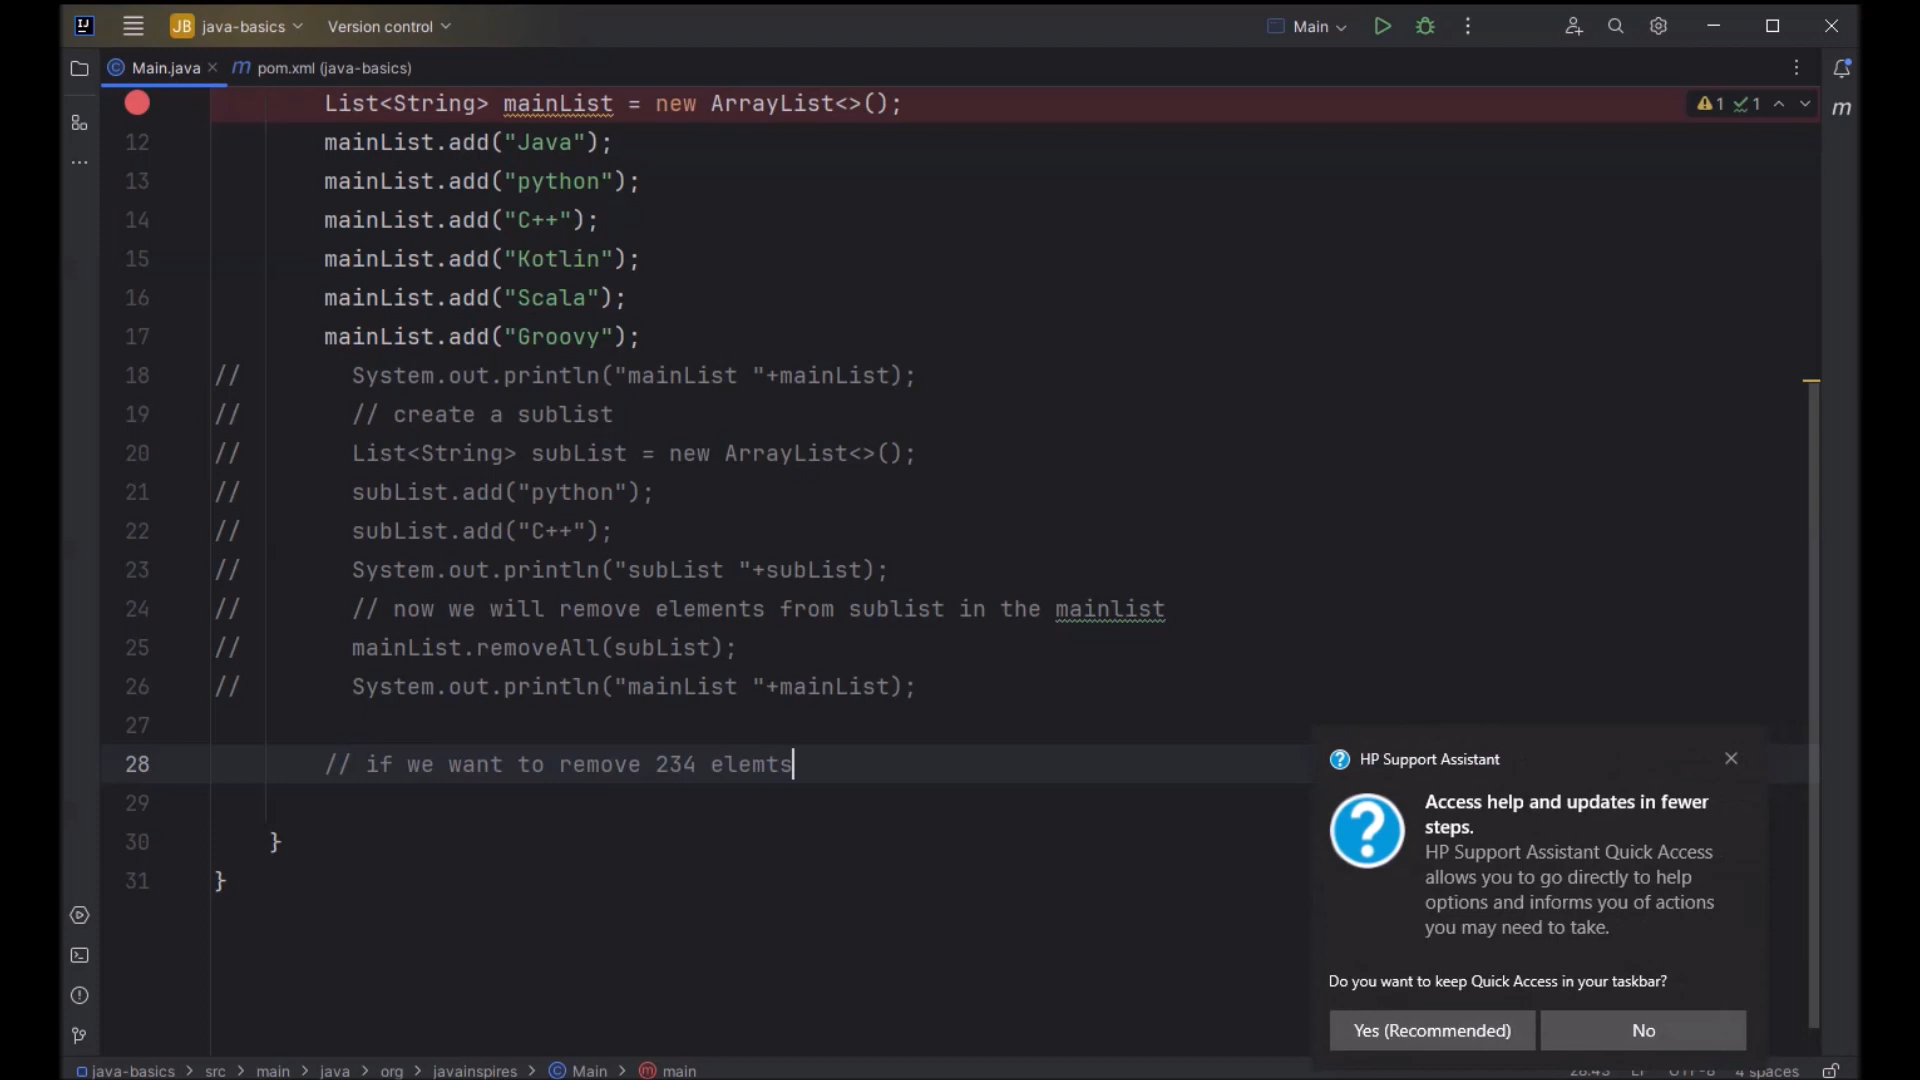 IJ
JB java-basics Version control Main
Main.java m pom.xml (java-basics)
List<String> mainList = new ArrayList<>(); 1 1 m
12 mainList.add("Java");
13 mainList.add("python");
14 mainList.add("C++");
15 mainList.add("Kotlin");
16 mainList.add("Scala");
17 mainList.add("Groovy");
18 // System.out.println("mainList "+mainList);
19 // // create a sublist
20 // List<String> subList = new ArrayList<>();
21 // subList.add("python");
22 // subList.add("C++");
23 // System.out.println("subList "+subList);
24 // // now we will remove elements from sublist in the mainlist
25 // mainList.removeAll(subList);
26 // System.out.println("mainList "+mainList);
27
28 // if we want to remove 234 elemts
29
30 }
31 }
HP Support Assistant
Access help and updates in fewer
steps.
HP Support Assistant Quick Access
allows you to go directly to help
options and informs you of actions
you may need to take.
Do you want to keep Quick Access in your taskbar?
Yes (Recommended) No
java-basics > src > main > java > org > javainspires > Main > main 4 spaces